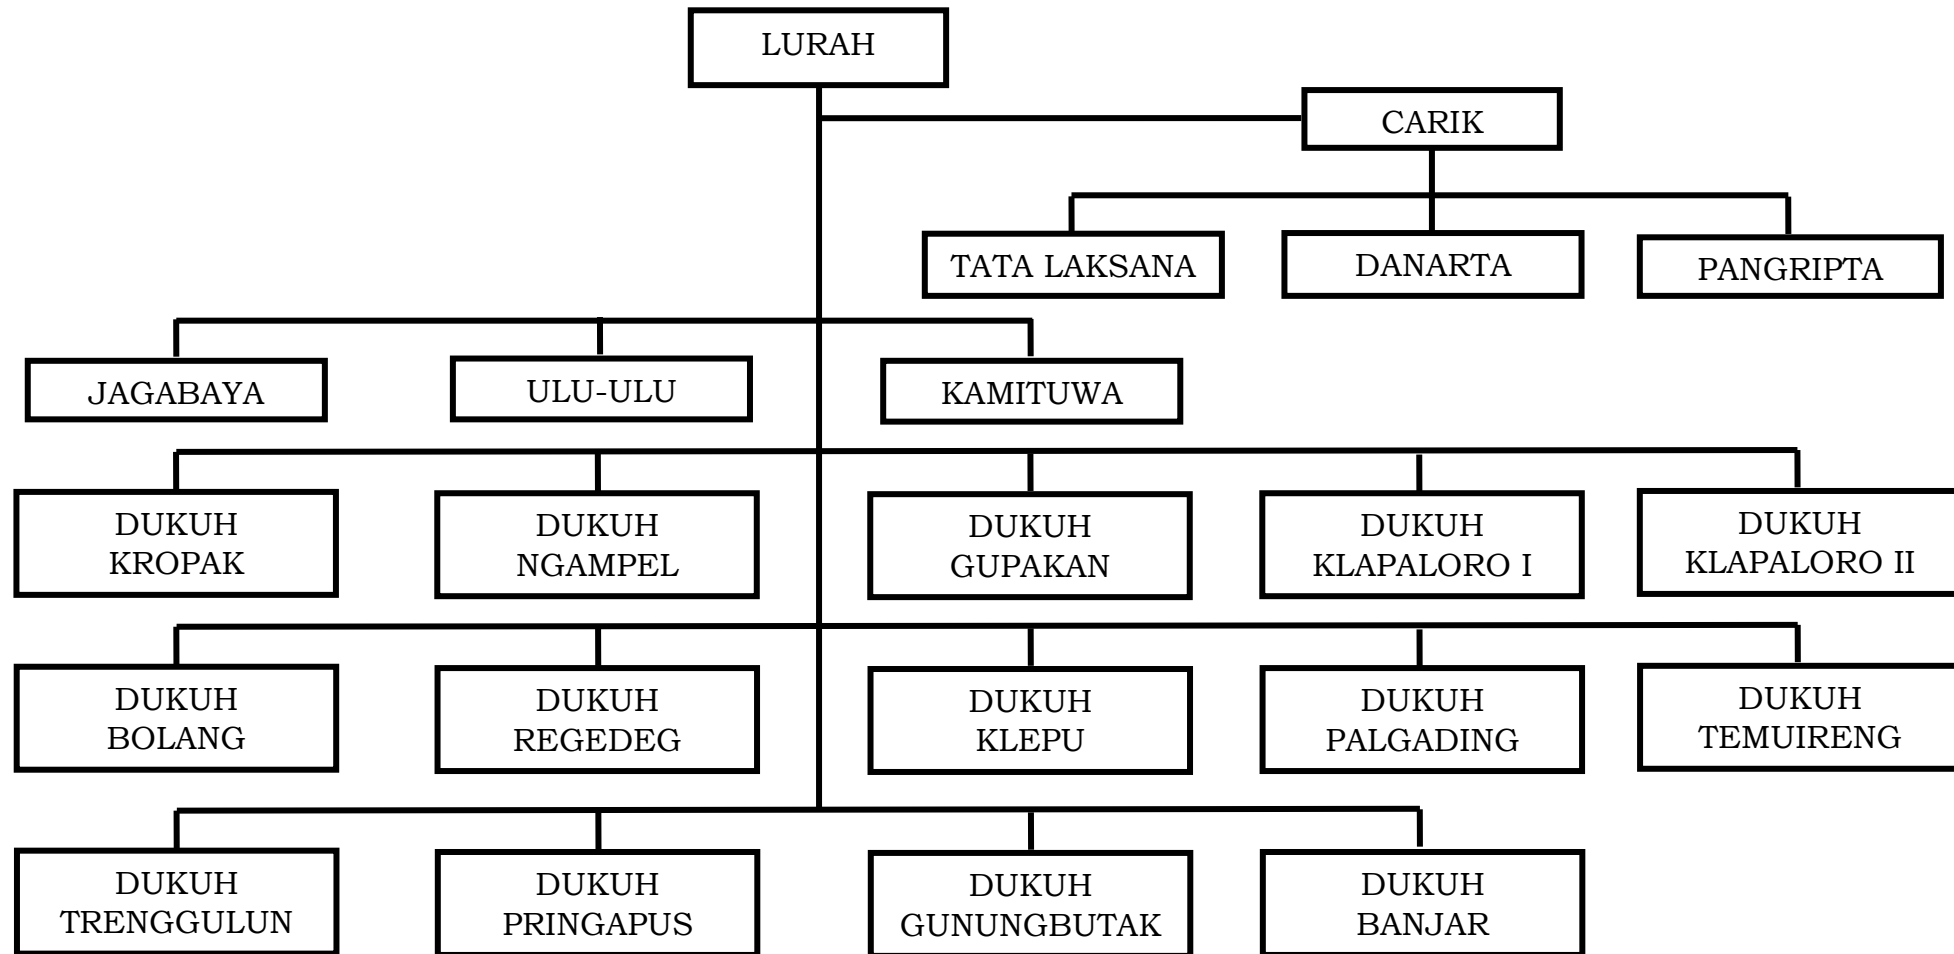 LURAH
CARIK
TATA LAKSANA
DANARTA
PANGRIPTA
JAGABAYA
ULU-ULU
KAMITUWA
DUKUH
KROPAK
DUKUH
NGAMPEL
DUKUH
GUPAKAN
DUKUH
KLAPALORO I
DUKUH
KLAPALORO II
DUKUH
BOLANG
DUKUH
REGEDEG
DUKUH
KLEPU
DUKUH
PALGADING
DUKUH
TEMUIRENG
DUKUH
TRENGGULUN
DUKUH
PRINGAPUS
DUKUH
GUNUNGBUTAK
DUKUH
BANJAR